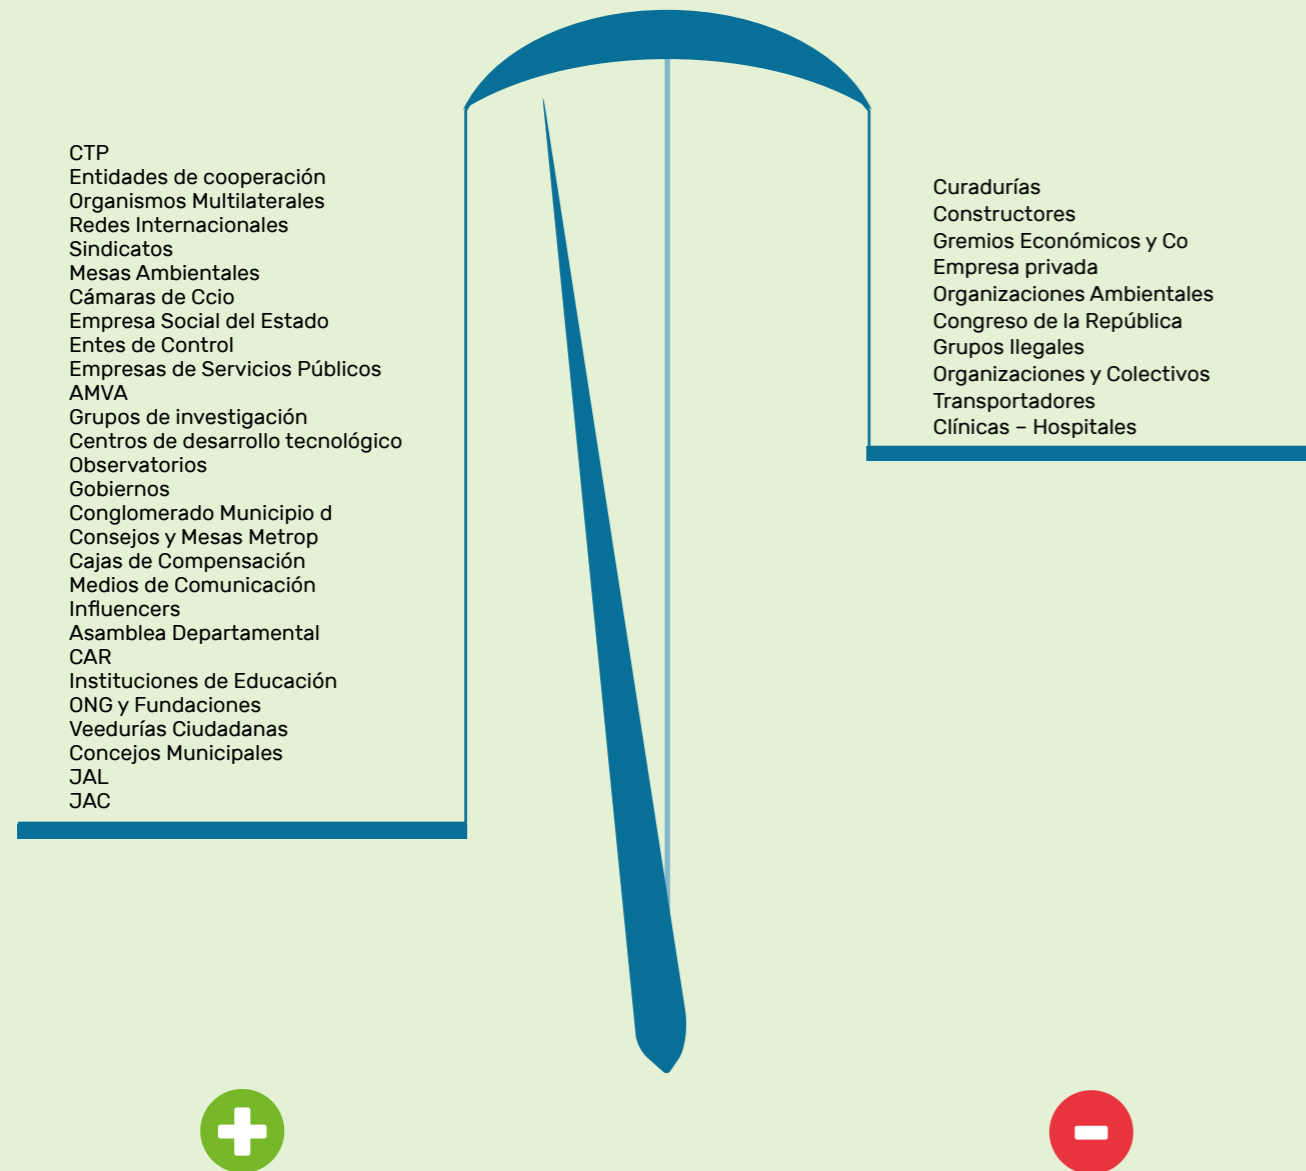 CTP
Entidades de cooperación
Organismos Multilaterales
Redes Internacionales
Sindicatos
Mesas Ambientales
Cámaras de Ccio
Empresa Social del Estado
Entes de Control
Empresas de Servicios Públicos
AMVA
Grupos de investigación
Centros de desarrollo tecnológico
Observatorios
Gobiernos
Conglomerado Municipio d
Consejos y Mesas Metrop
Cajas de Compensación
Medios de Comunicación
Influencers
Asamblea Departamental
CAR
Instituciones de Educación
ONG y Fundaciones
Veedurías Ciudadanas
Concejos Municipales
JAL
JAC
Curadurías
Constructores
Gremios Económicos y Co
Empresa privada
Organizaciones Ambientales
Congreso de la República
Grupos Ilegales
Organizaciones y Colectivos
Transportadores
Clínicas – Hospitales